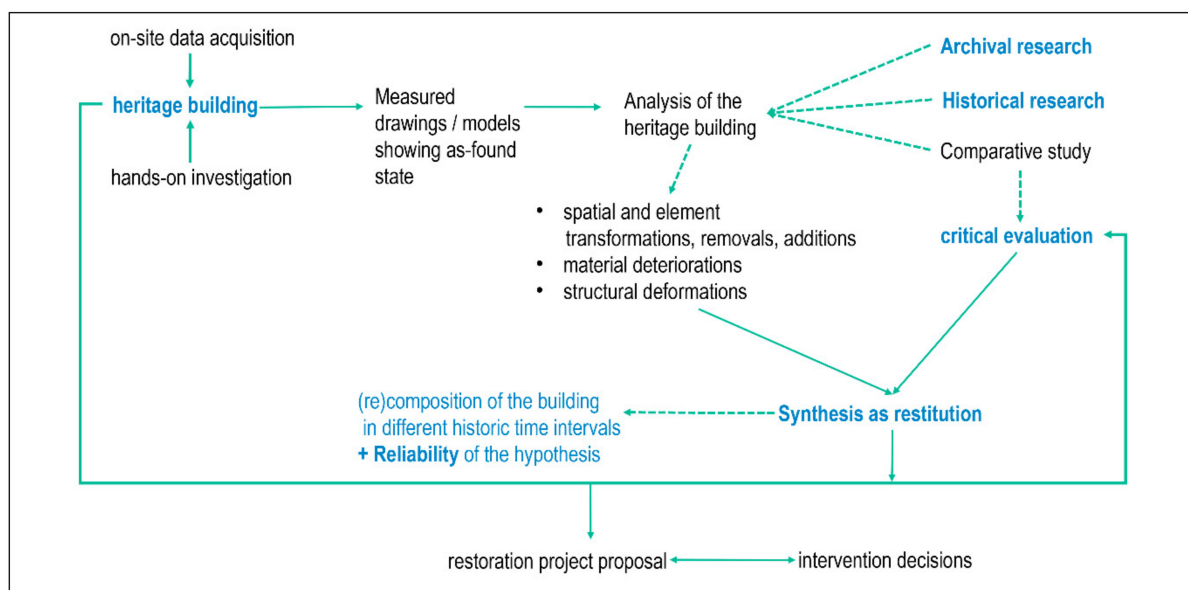 on-site data acquisition
heritage building
hands-on investigation
Measured
drawings / models
showing as-found
state
Analysis of the
heritage building
Archival research
Historical research
Comparative study
critical evaluation
• spatial and element
transformations, removals, additions
• material deteriorations
• structural deformations
Synthesis as restitution
(re)composition of the building
in different historic time intervals
+ Reliability of the hypothesis
restoration project proposal
intervention decisions